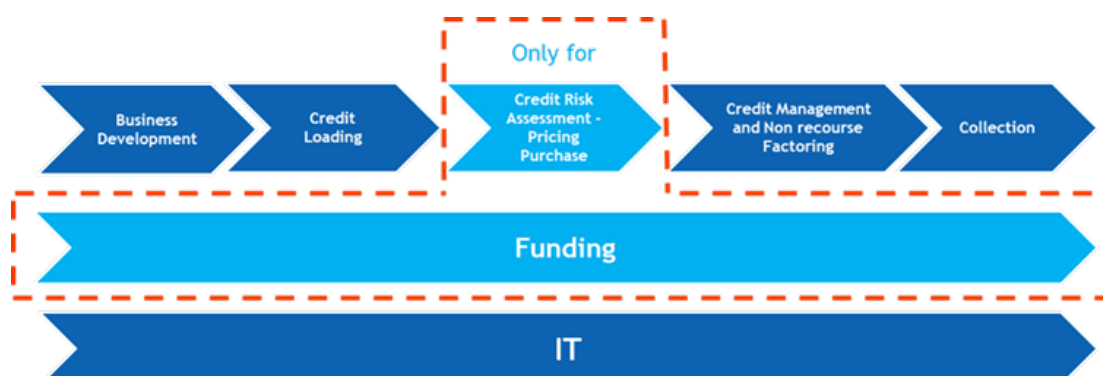 Only for
Business
Development
Credit
Loading
Credit Risk
Assessment -
Pricing
Purchase
Credit Management
and Non recourse
Factoring
Collection
Funding
IT